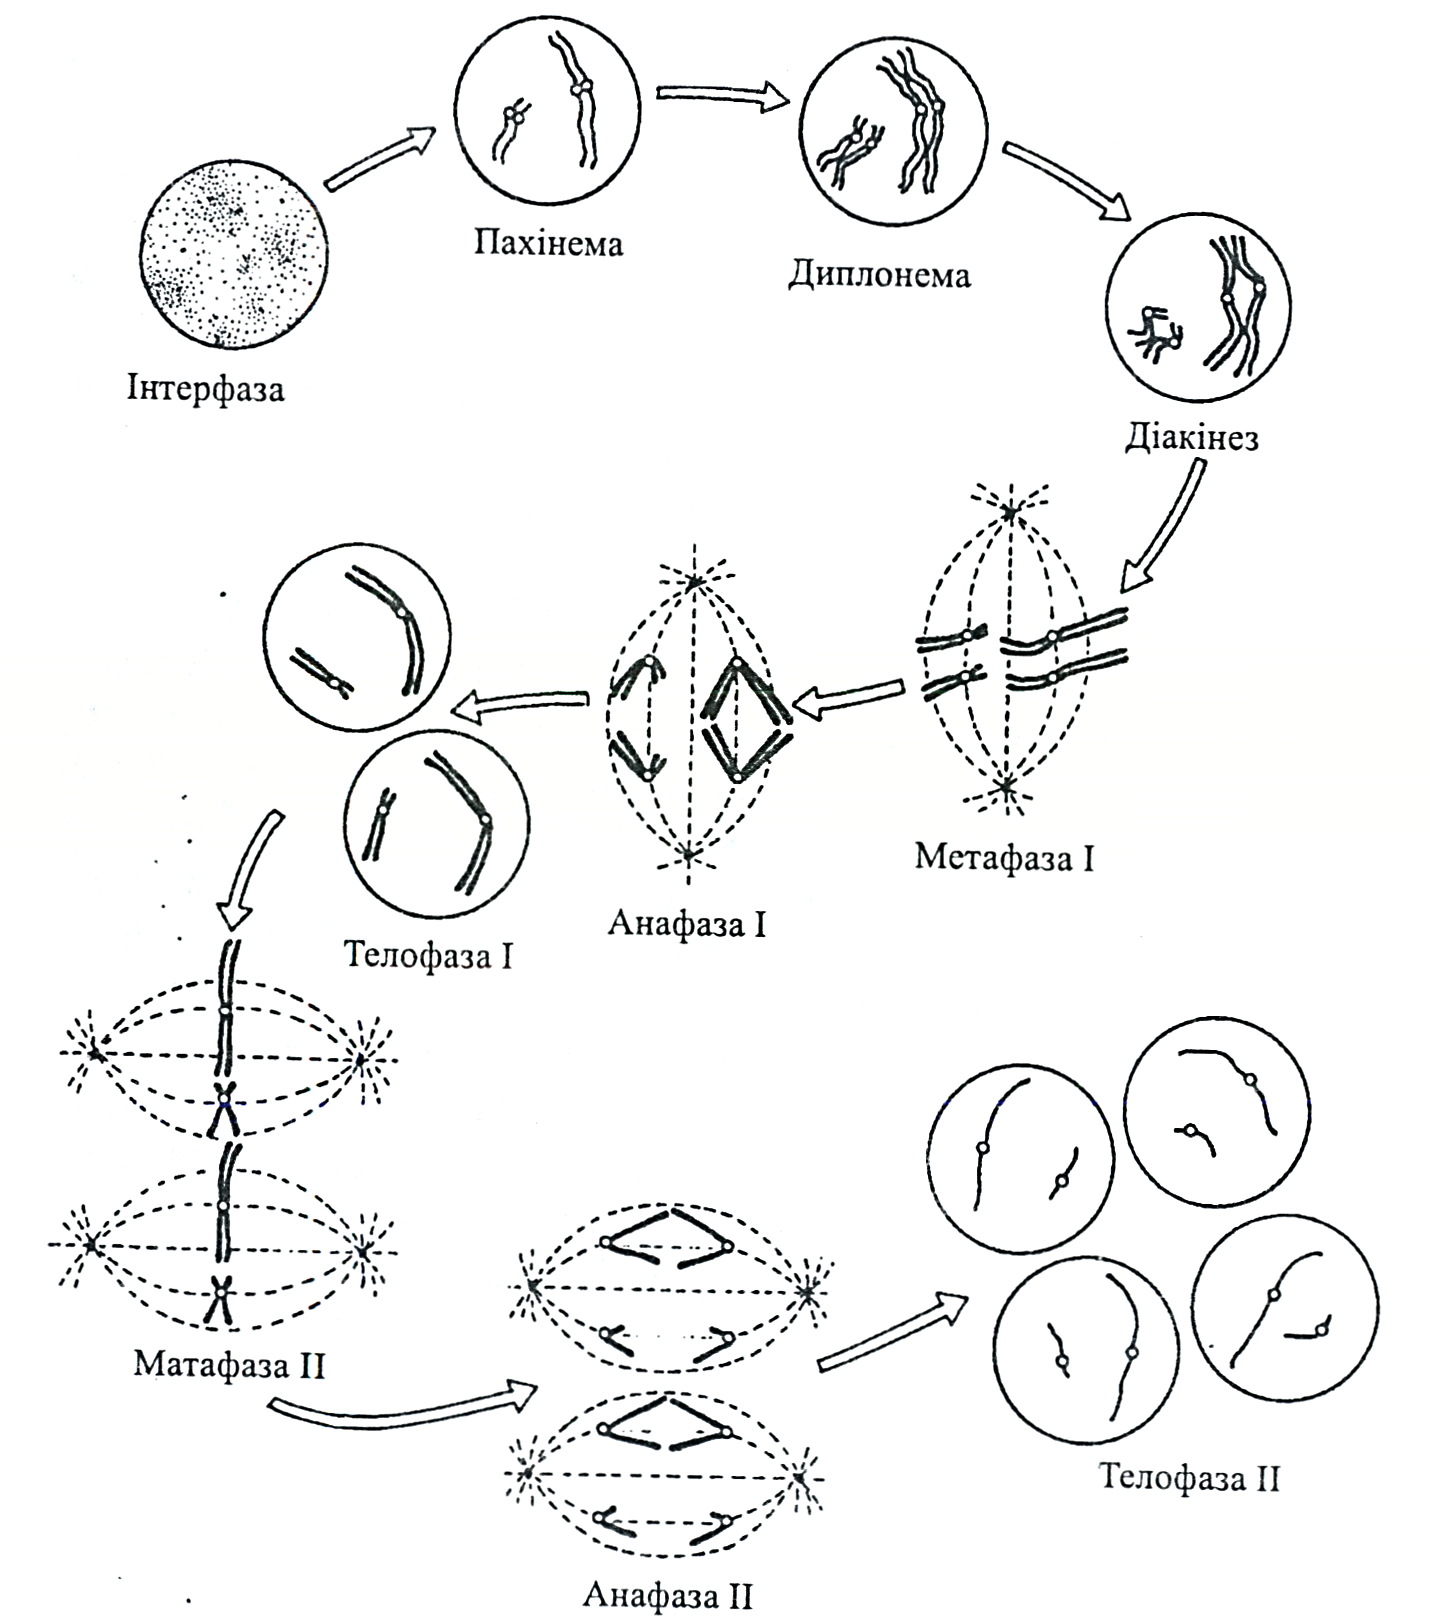 Інтерфаза
Пахінема
Диплонема
Діакінез
Метафаза I
Анафаза I
Телофаза I
Матафаза II
Анафаза II
Телофаза II